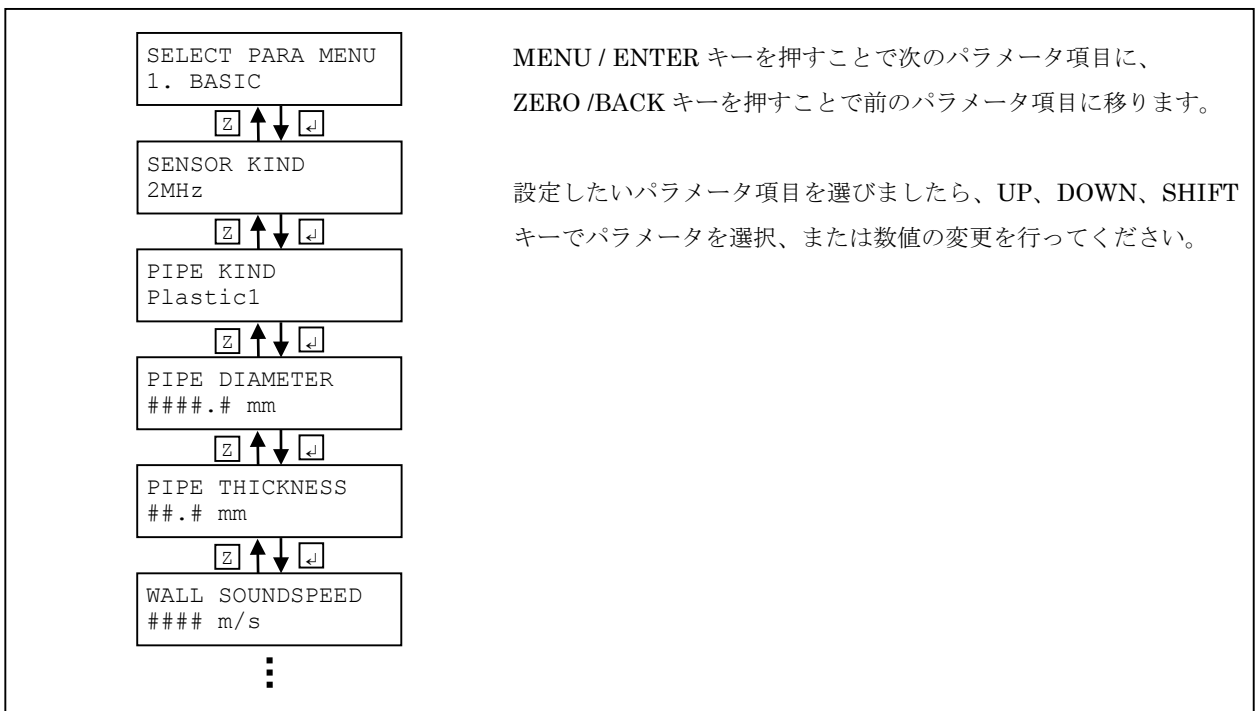 SELECT PARA MENU
1. BASIC
Z ↵
SENSOR KIND
2MHz
Z ↵
PIPE KIND
Plastic1
Z ↵
PIPE DIAMETER
####.# mm
Z ↵
PIPE THICKNESS
##.# mm
Z ↵
WALL SOUNDSPEED
#### m/s
MENU / ENTER キーを押すことで次のパラメータ項目に、
ZERO /BACK キーを押すことで前のパラメータ項目に移ります。
設定したいパラメータ項目を選びましたら、UP、DOWN、SHIFT
キーでパラメータを選択、または数値の変更を行ってください。